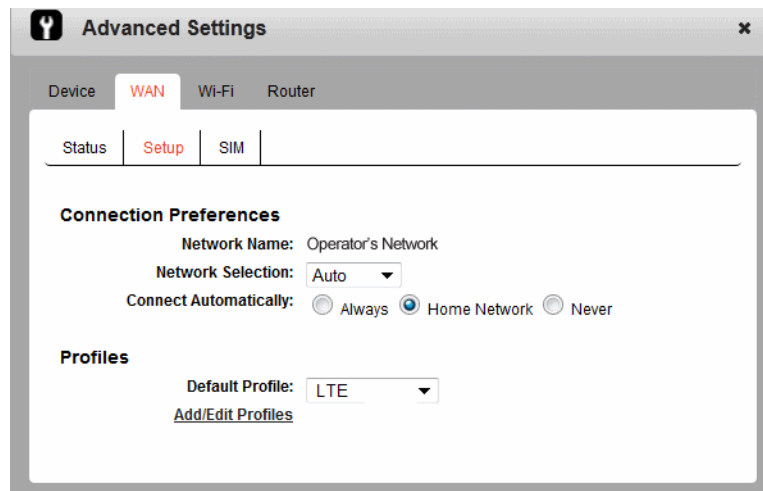 Advanced Settings
Device WAN Wi-Fi Router
Status Setup SIM
Connection Preferences
Network Name: Operator's Network
Network Selection: Auto
Connect Automatically: Always Home Network Never
Profiles
Default Profile: LTE
Add/Edit Profiles